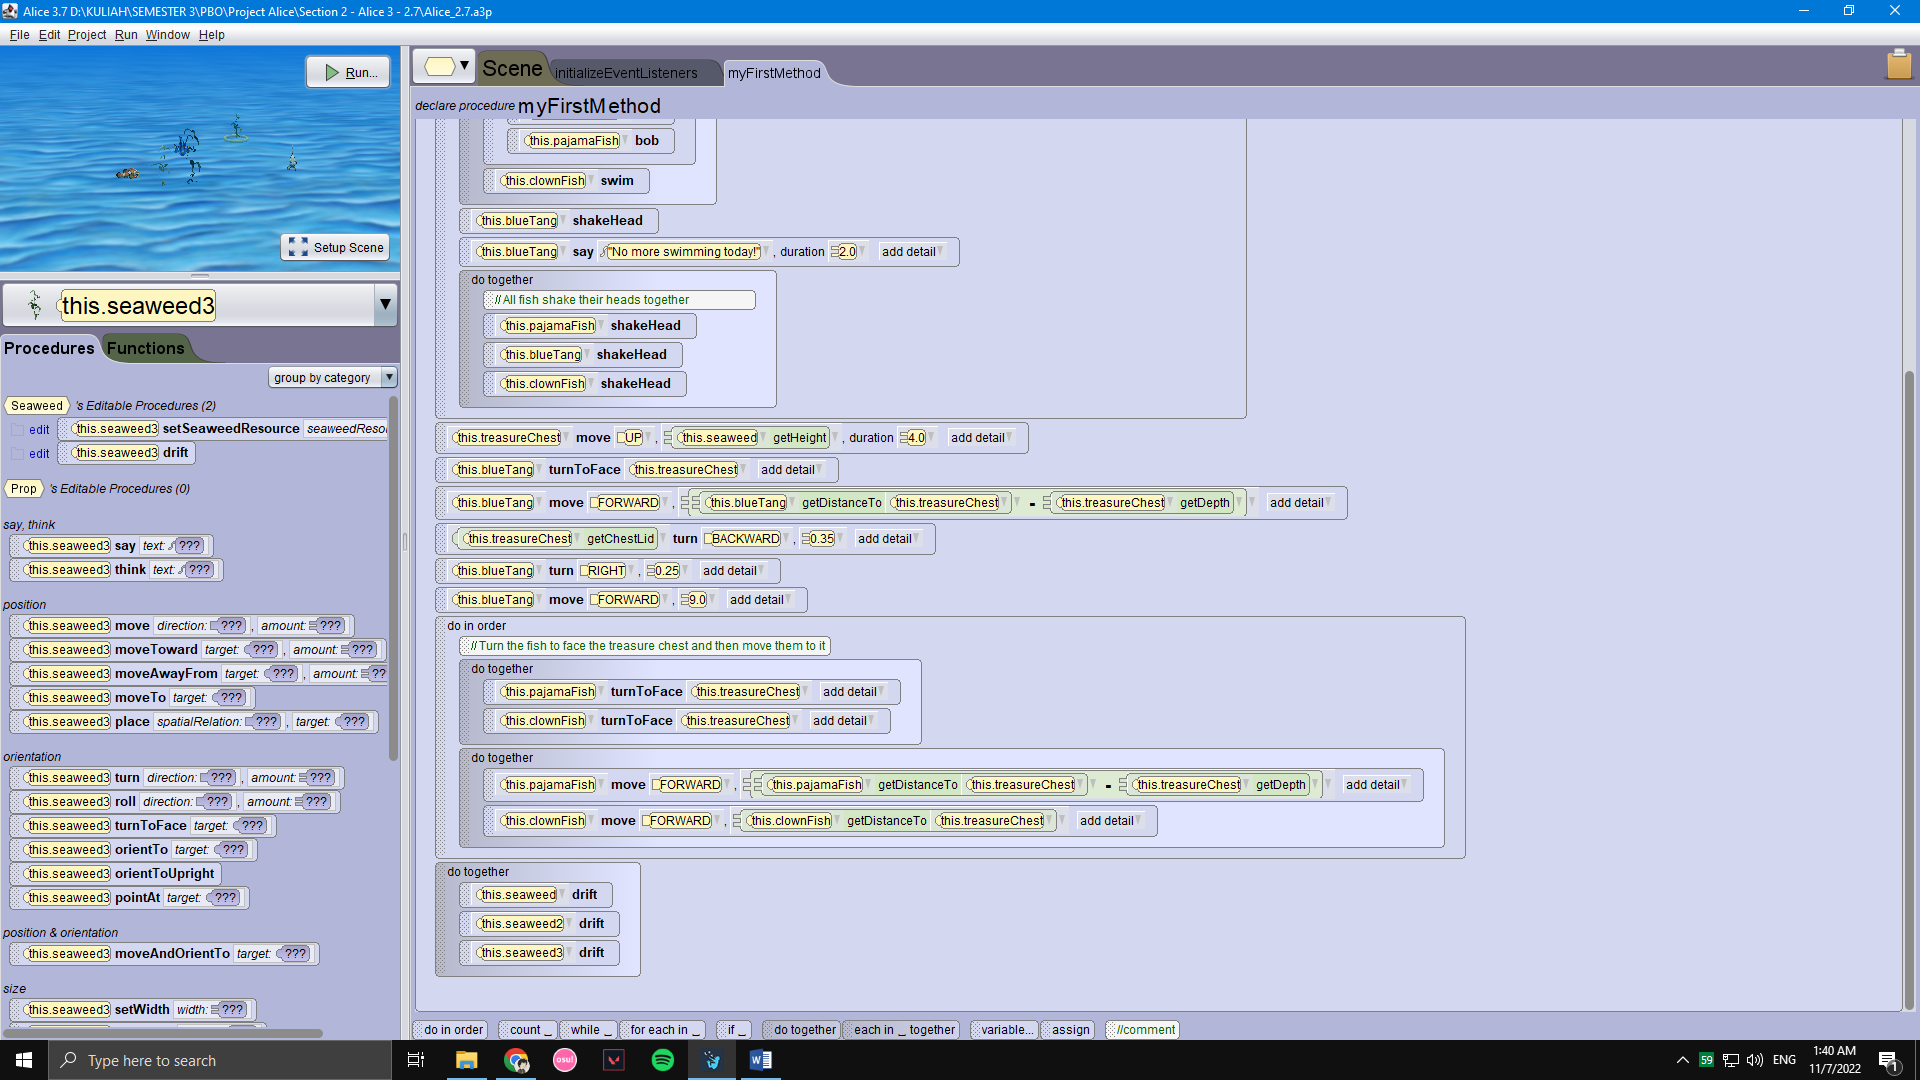 Alice 3.7 D:\KULIAH\SEMESTER 3\PBO\Project Alice\Section 2 - Alice 3 - 2.7\Alice_2.7.a3p
File Edit Project Run Window Help
Run...
Setup Scene
this.seaweed3
Procedures Functions
group by category
Seaweed 's Editable Procedures (2)
edit this.seaweed3 setSeaweedResource
edit this.seaweed3 drift
Prop 's Editable Procedures (0)
say, think
this.seaweed3 say text: ???
this.seaweed3 think text: ???
position
this.seaweed3 move direction: ??? , amount: ???
this.seaweed3 moveToward target: ??? , amount: ???
this.seaweed3 moveAwayFrom target: ??? , amount: ??
this.seaweed3 moveTo target: ???
this.seaweed3 place spatialRelation: ??? , target: ???
orientation
this.seaweed3 turn direction: ??? , amount: ???
this.seaweed3 roll direction: ??? , amount: ???
this.seaweed3 turnToFace target: ???
this.seaweed3 orientTo target: ???
this.seaweed3 orientToUpright
this.seaweed3 pointAt target: ???
position & orientation
this.seaweed3 moveAndOrientTo target: ???
size
this.seaweed3 setWidth width: ???
Scene initializeEventListeners myFirstMethod
declare procedure myFirstMethod
this.pajamaFish bob
this.clownFish swim
this.blueTang shakeHead
this.blueTang say "No more swimming today!" , duration 2.0 add detail
do together
//All fish shake their heads together
this.pajamaFish shakeHead
this.blueTang shakeHead
this.clownFish shakeHead
this.treasureChest move UP , this.seaweed getHeight , duration 4.0 add detail
this.blueTang turnToFace this.treasureChest add detail
this.blueTang move FORWARD , this.blueTang getDistanceTo this.treasureChest - this.treasureChest getDepth add detail
this.treasureChest getChestLid turn BACKWARD , 0.35 add detail
this.blueTang turn RIGHT , 0.25 add detail
this.blueTang move FORWARD , 9.0 add detail
do in order
//Turn the fish to face the treasure chest and then move them to it
do together
this.pajamaFish turnToFace this.treasureChest add detail
this.clownFish turnToFace this.treasureChest add detail
do together
this.pajamaFish move FORWARD , this.pajamaFish getDistanceTo this.treasureChest - this.treasureChest getDepth add detail
this.clownFish move FORWARD , this.clownFish getDistanceTo this.treasureChest add detail
do together
this.seaweed drift
this.seaweed2 drift
this.seaweed3 drift
do in order count _ while _ for each in _ if _ do together each in _ together variable... assign //comment
Type here to search
osu!
59
ENG
1:40 AM
11/7/2022
1